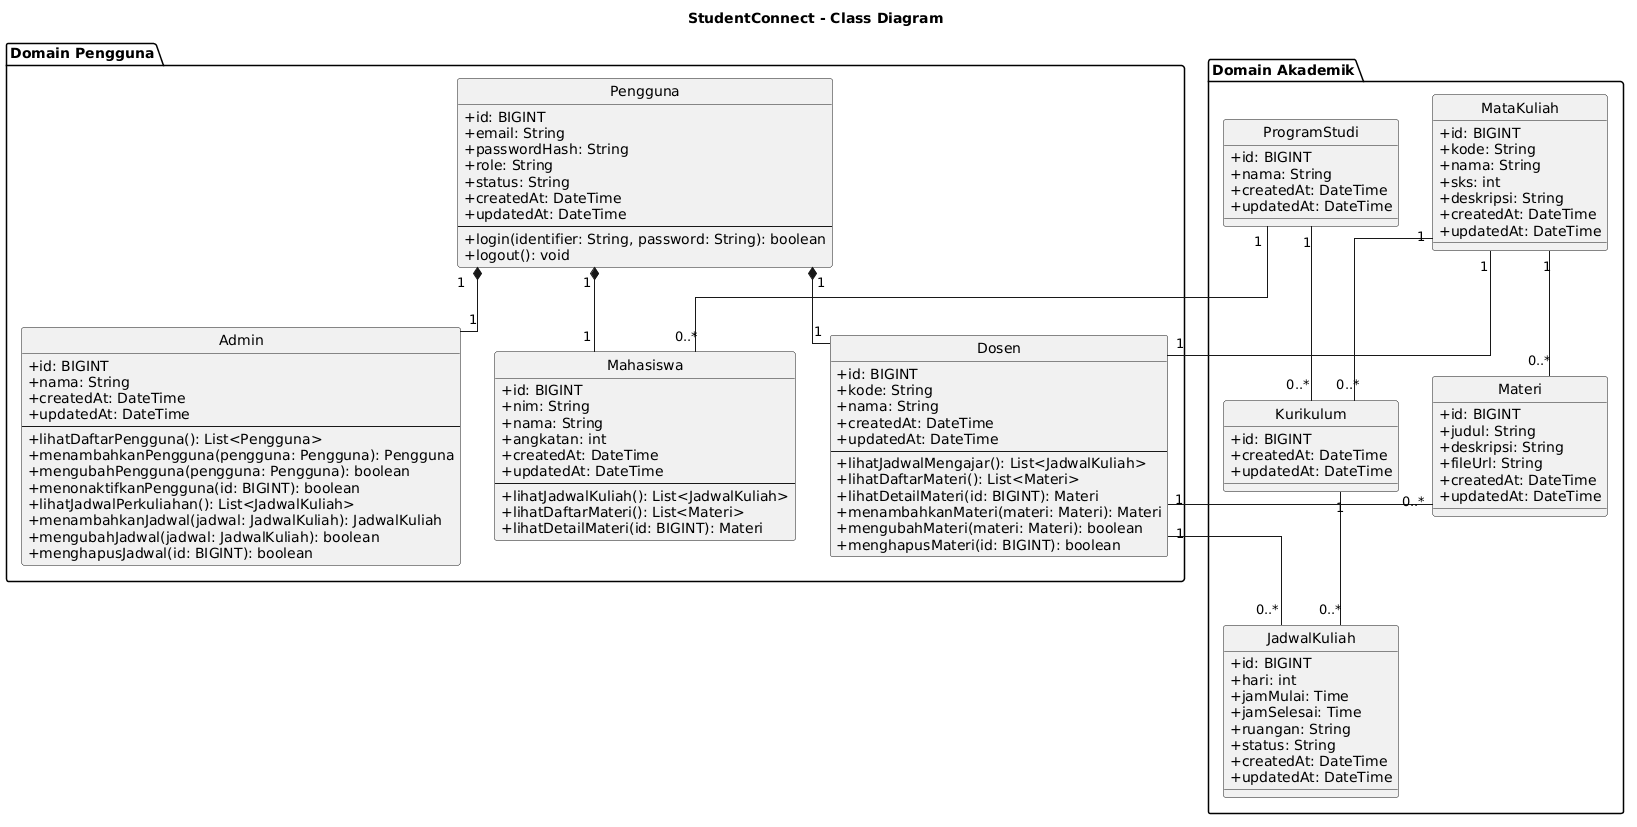 StudentConnect - Class Diagram
Domain Pengguna
Pengguna
+id: BIGINT
+email: String
+passwordHash: String
+role: String
+status: String
+createdAt: DateTime
+updatedAt: DateTime
+login(identifier: String, password: String): boolean
+logout(): void
1
1
1
1
1
1
Admin
+id: BIGINT
+nama: String
+createdAt: DateTime
+updatedAt: DateTime
+lihatDaftarPengguna(): List<Pengguna>
+menambahkanPengguna(pengguna: Pengguna): Pengguna
+mengubahPengguna(pengguna: Pengguna): boolean
+menonaktifkanPengguna(id: BIGINT): boolean
+lihatJadwalPerkuliahan(): List<JadwalKuliah>
+menambahkanJadwal(jadwal: JadwalKuliah): JadwalKuliah
+mengubahJadwal(jadwal: JadwalKuliah): boolean
+menghapusJadwal(id: BIGINT): boolean
0..*
Mahasiswa
+id: BIGINT
+nim: String
+nama: String
+angkatan: int
+createdAt: DateTime
+updatedAt: DateTime
+lihatJadwalKuliah(): List<JadwalKuliah>
+lihatDaftarMateri(): List<Materi>
+lihatDetailMateri(id: BIGINT): Materi
Dosen
+id: BIGINT
+kode: String
+nama: String
+createdAt: DateTime
+updatedAt: DateTime
+lihatJadwalMengajar(): List<JadwalKuliah>
+lihatDaftarMateri(): List<Materi>
+lihatDetailMateri(id: BIGINT): Materi
+menambahkanMateri(materi: Materi): Materi
+mengubahMateri(materi: Materi): boolean
+menghapusMateri(id: BIGINT): boolean
1
1
1
Domain Akademik
ProgramStudi
+id: BIGINT
+nama: String
+createdAt: DateTime
+updatedAt: DateTime
1
1
MataKuliah
+id: BIGINT
+kode: String
+nama: String
+sks: int
+deskripsi: String
+createdAt: DateTime
+updatedAt: DateTime
1
1
1
0..*
0..*
0..*
Kurikulum
+id: BIGINT
+createdAt: DateTime
+updatedAt: DateTime
1
0..*
Materi
+id: BIGINT
+judul: String
+deskripsi: String
+fileUrl: String
+createdAt: DateTime
+updatedAt: DateTime
0..*
0..*
JadwalKuliah
+id: BIGINT
+hari: int
+jamMulai: Time
+jamSelesai: Time
+ruangan: String
+status: String
+createdAt: DateTime
+updatedAt: DateTime